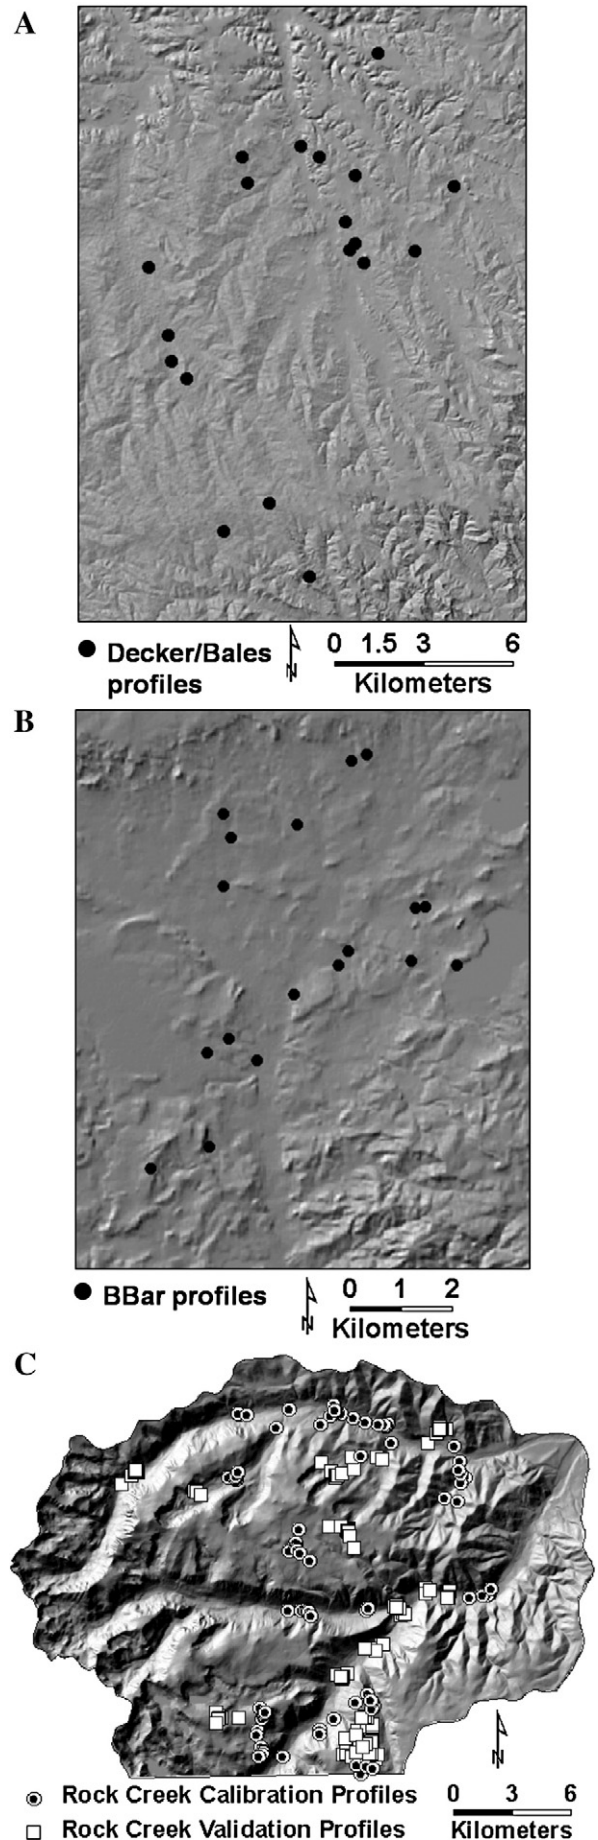 A
Decker/Bales
profiles
0 1.5 3 6
Kilometers
N
B
BBar profiles
0 1 2
Kilometers
N
C
Rock Creek Calibration Profiles
Rock Creek Validation Profiles
0 3 6
Kilometers
N